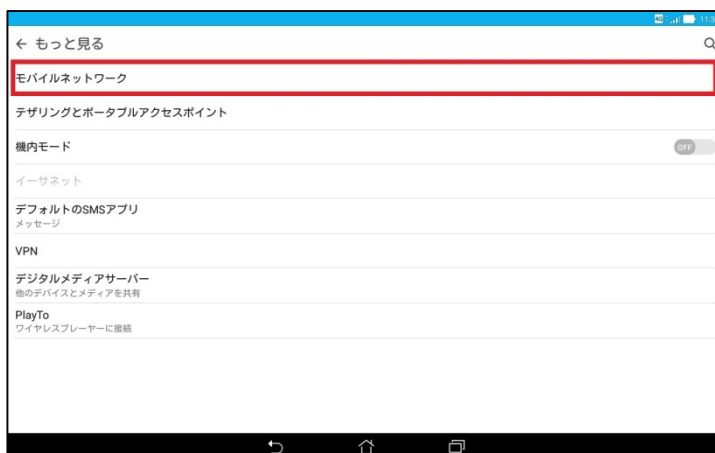 4G 11:3
もっと見る
モバイルネットワーク
テザリングとポータブルアクセスポイント
機内モード OFF
イーサネット
デフォルトのSMSアプリ
メッセージ
VPN
デジタルメディアサーバー
他のデバイスとメディアを共有
PlayTo
ワイヤレスプレーヤーに接続